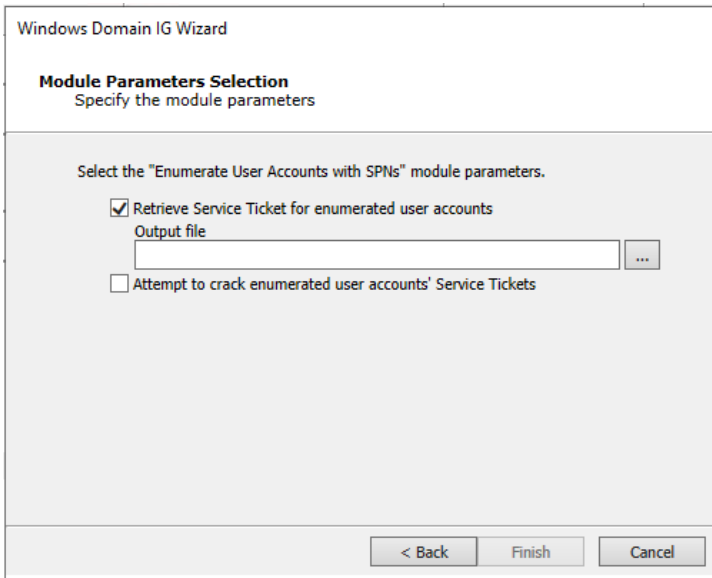 Windows Domain IG Wizard
Module Parameters Selection
Specify the module parameters
Select the "Enumerate User Accounts with SPNs" module parameters.
Retrieve Service Ticket for enumerated user accounts
Output file
...
Attempt to crack enumerated user accounts' Service Tickets
< Back Finish Cancel